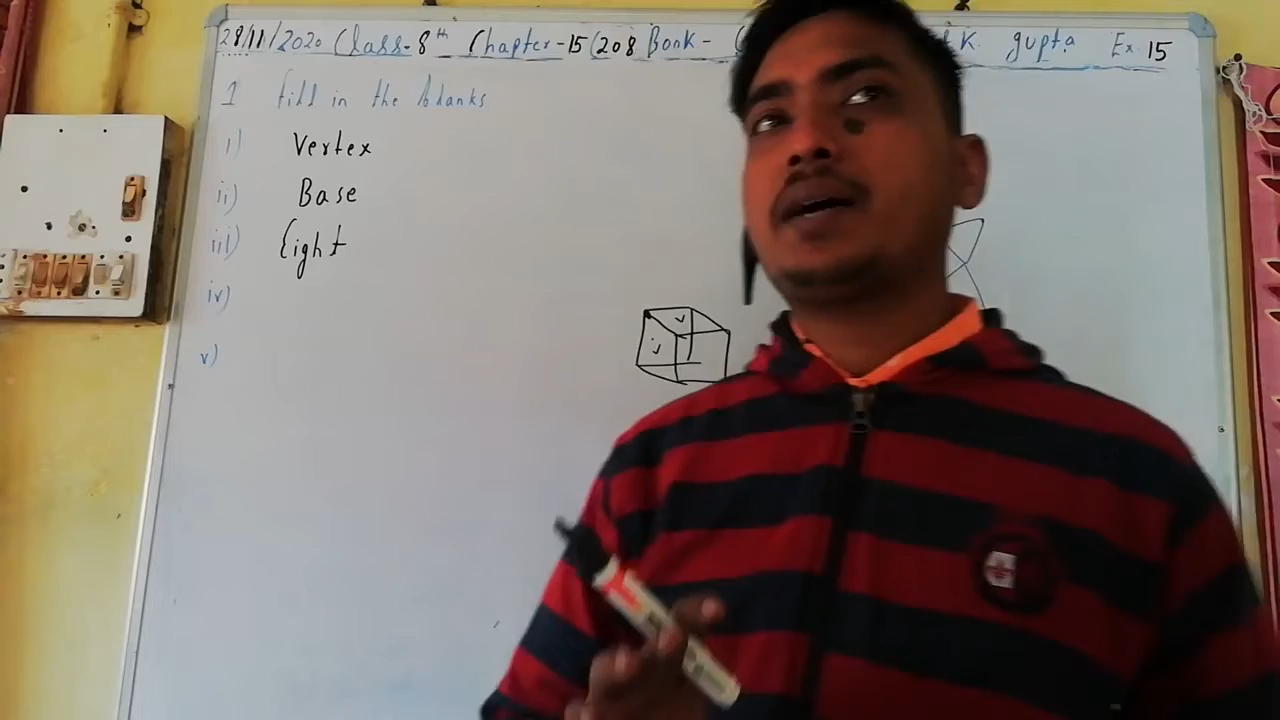 28/11/2020 Class-8th Chapter-15 (208 Book- K. gupta Ex 15
1 fill in the blanks
i) Vertex
ii) Base
iii) Eight
iv)
v)